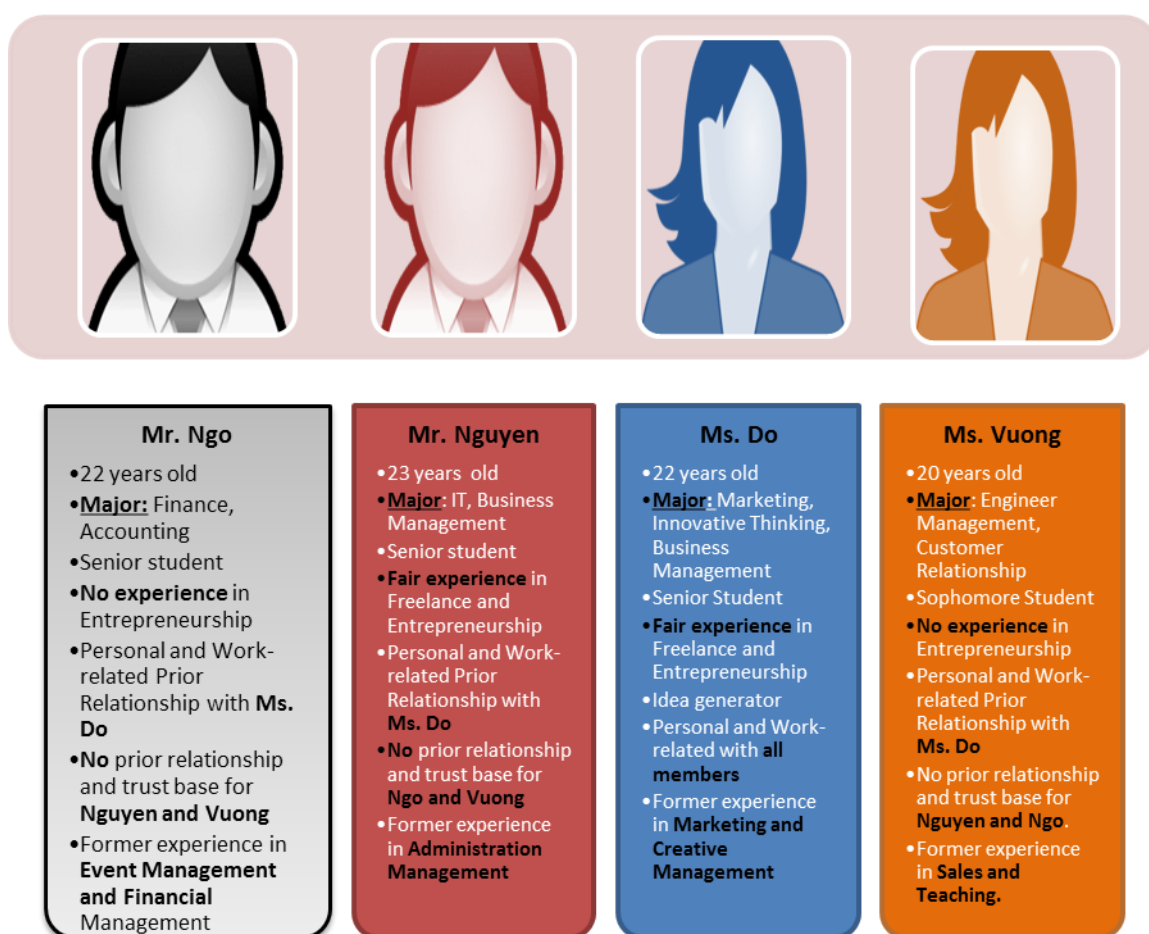 Mr. Ngo
•22 years old
•Major: Finance,
Accounting
•Senior student
•No experience in
Entrepreneurship
•Personal and Work-
related Prior
Relationship with Ms.
Do
•No prior relationship
and trust base for
Nguyen and Vuong
•Former experience in
Event Management
and Financial
Management
Mr. Nguyen
•23 years old
•Major: IT, Business
Management
•Senior student
•Fair experience in
Freelance and
Entrepreneurship
•Personal and Work-
related Prior
Relationship with
Ms. Do
•No prior relationship
and trust base for
Ngo and Vuong
•Former experience
in Administration
Management
Ms. Do
•22 years old
•Major: Marketing,
Innovative Thinking,
Business
Management
•Senior Student
•Fair experience in
Freelance and
Entrepreneurship
•Idea generator
•Personal and Work-
related with all
members
•Former experience
in Marketing and
Creative
Management
Ms. Vuong
•20 years old
•Major: Engineer
Management,
Customer
Relationship
•Sophomore Student
•No experience in
Entrepreneurship
•Personal and Work-
related Prior
Relationship with
Ms. Do
•No prior relationship
and trust base for
Nguyen and Ngo.
•Former experience
in Sales and
Teaching.